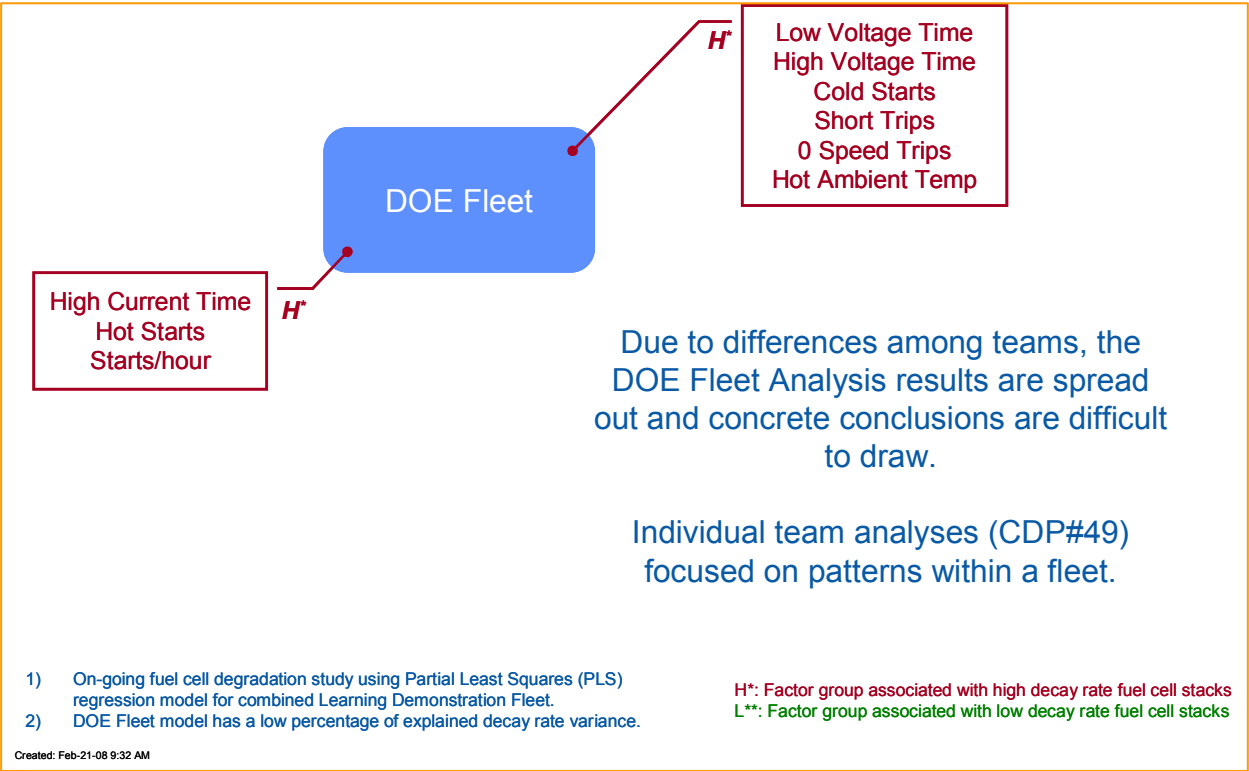 H*
Low Voltage Time
High Voltage Time
Cold Starts
Short Trips
0 Speed Trips
Hot Ambient Temp
DOE Fleet
High Current Time
Hot Starts
Starts/hour
H*
Due to differences among teams, the
DOE Fleet Analysis results are spread
out and concrete conclusions are difficult
to draw.
Individual team analyses (CDP#49)
focused on patterns within a fleet.
1) On-going fuel cell degradation study using Partial Least Squares (PLS)
regression model for combined Learning Demonstration Fleet.
2) DOE Fleet model has a low percentage of explained decay rate variance.
H*: Factor group associated with high decay rate fuel cell stacks
L**: Factor group associated with low decay rate fuel cell stacks
Created: Feb-21-08 9:32 AM